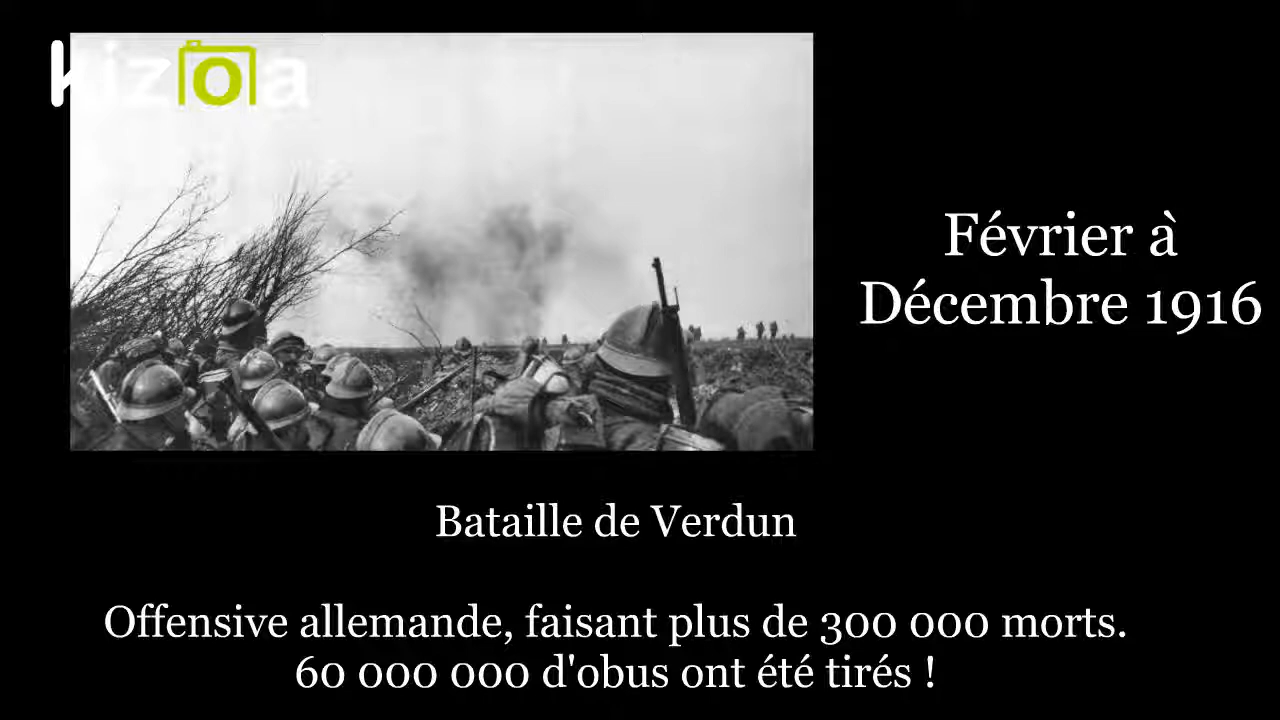 kizoa
Février à
Décembre 1916
Bataille de Verdun
Offensive allemande, faisant plus de 300 000 morts.
60 000 000 d'obus ont été tirés !